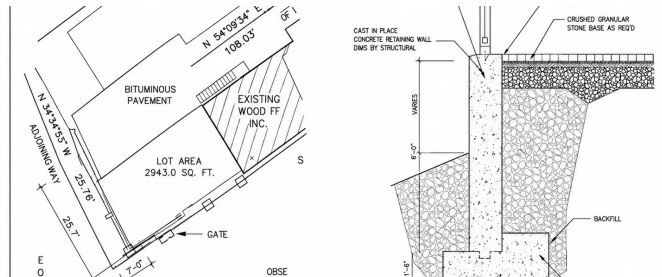 N 54°09'34" E
108.03'
OF
BITUMINOUS
PAVEMENT
EXISTING
WOOD FF
INC.
N 34°34'53" W
25.76'
ADJOINING WAY
LOT AREA
2943.0 SQ. FT.
S
25.7'
GATE
7'-0"
E
O
OBSE
CRUSHED GRANULAR
STONE BASE AS REQ'D
CAST IN PLACE
CONCRETE RETAINING WALL
DIMS BY STRUCTURAL
VARIES
6'-0"
BACKFILL
1'-6"